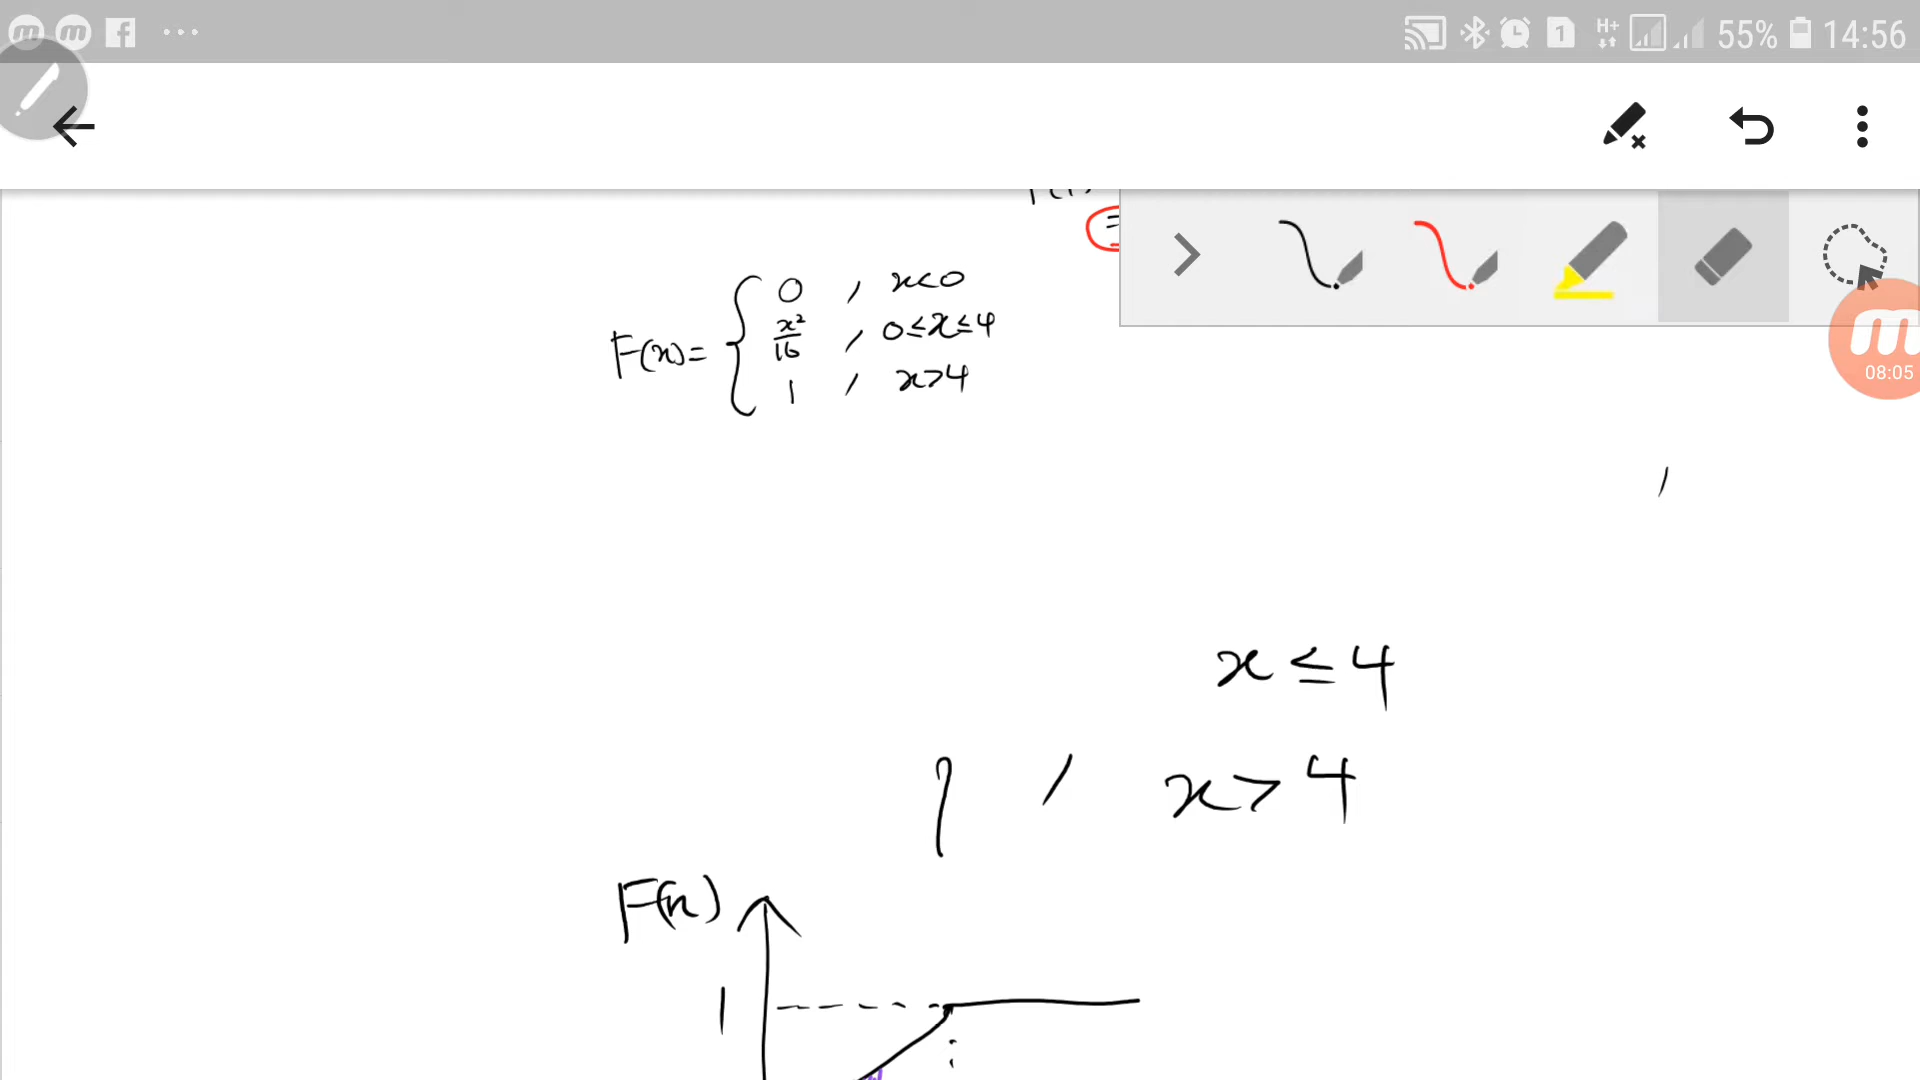 55% 14:56
08:05
F(x)= { 0 , x<0
x²/16 , 0≤x≤4
1 , x>4
x ≤ 4
1 , x > 4
F(x)
1